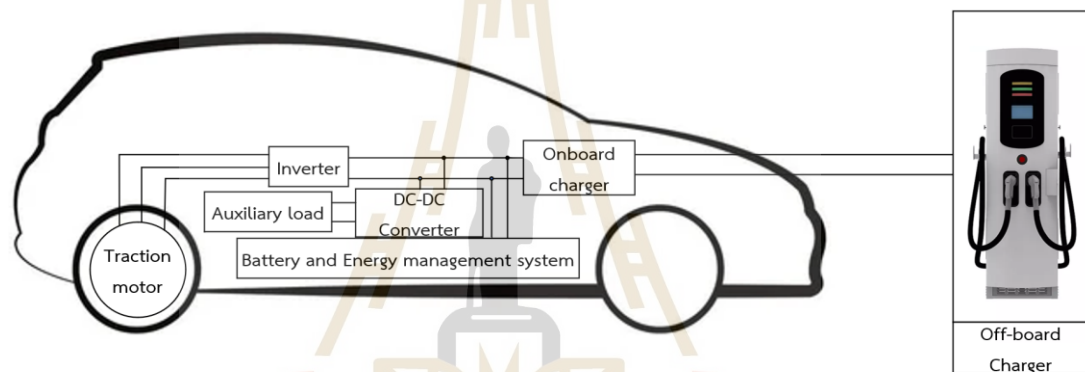 Inverter
Onboard
charger
Auxiliary load
DC-DC
Converter
Battery and Energy management system
Traction
motor
Off-board
Charger